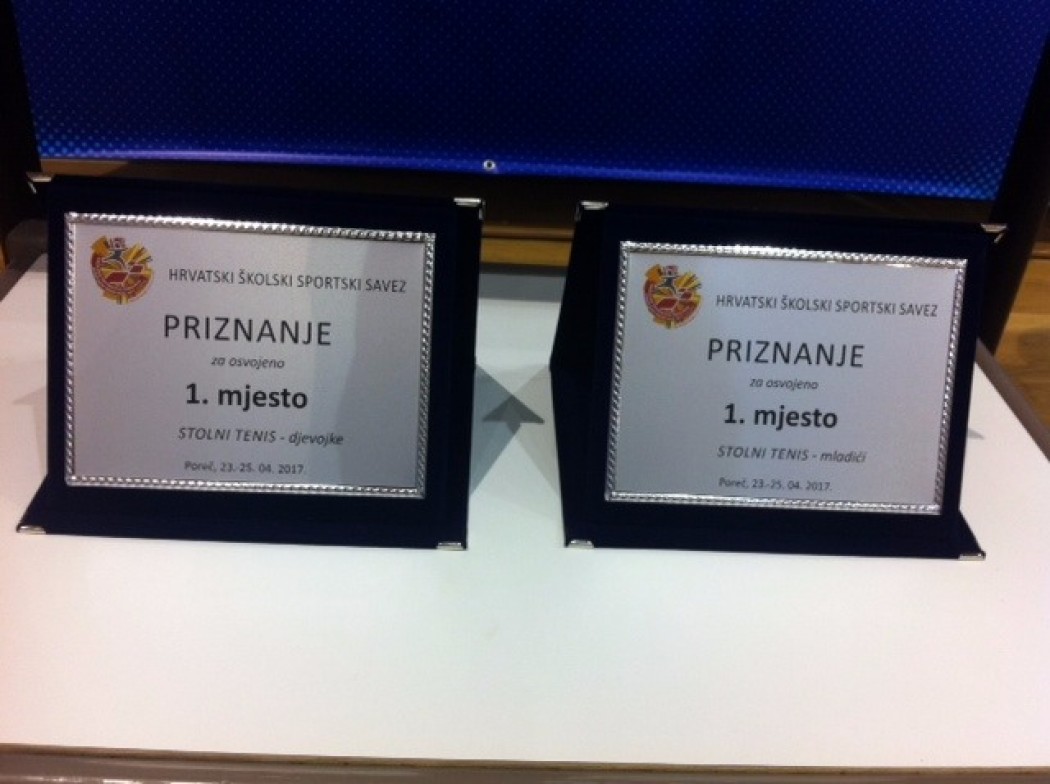 HRVATSKI ŠKOLSKI SPORTSKI SAVEZ
PRIZNANJE
za osvojeno
1. mjesto
STOLNI TENIS - djevojke
Poreč, 23.-25. 04. 2017.
HRVATSKI ŠKOLSKI SPORTSKI SAVEZ
PRIZNANJE
za osvojeno
1. mjesto
STOLNI TENIS - mladići
Poreč, 23.-25. 04. 2017.